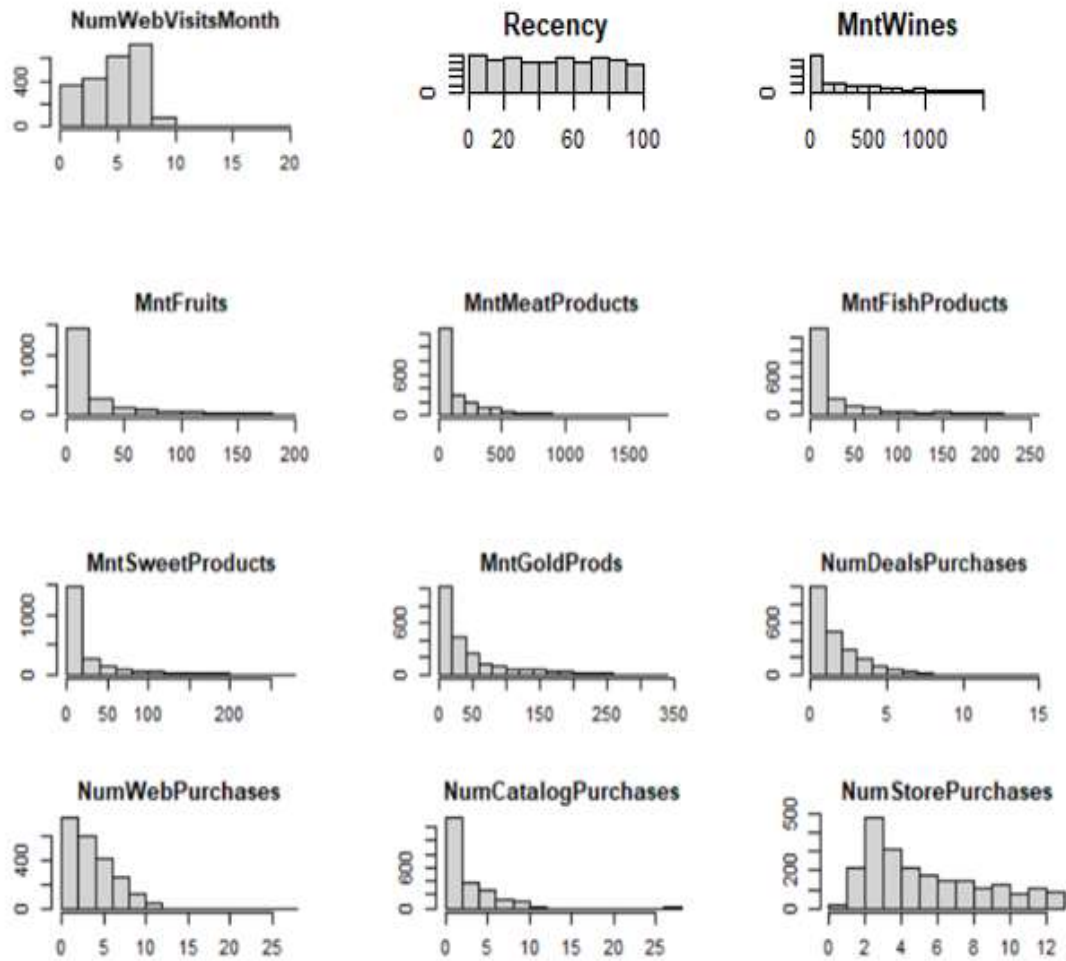 NumWebVisitsMonth
Recency
MntWines
400
0
0
0
0 5 10 15 20
0 20 60 100
0 500 1000
MntFruits
MntMeatProducts
MntFishProducts
1000
600
600
0
0
0
0 50 100 150 200
0 500 1000 1500
0 50 100 150 200 250
MntSweetProducts
MntGoldProds
NumDealsPurchases
1000
600
600
0
0
0
0 50 100 200
0 50 150 250 350
0 5 10 15
NumWebPurchases
NumCatalogPurchases
NumStorePurchases
400
600
500
200
0
0
0
0 5 10 15 20 25
0 5 10 15 20 25
0 2 4 6 8 10 12